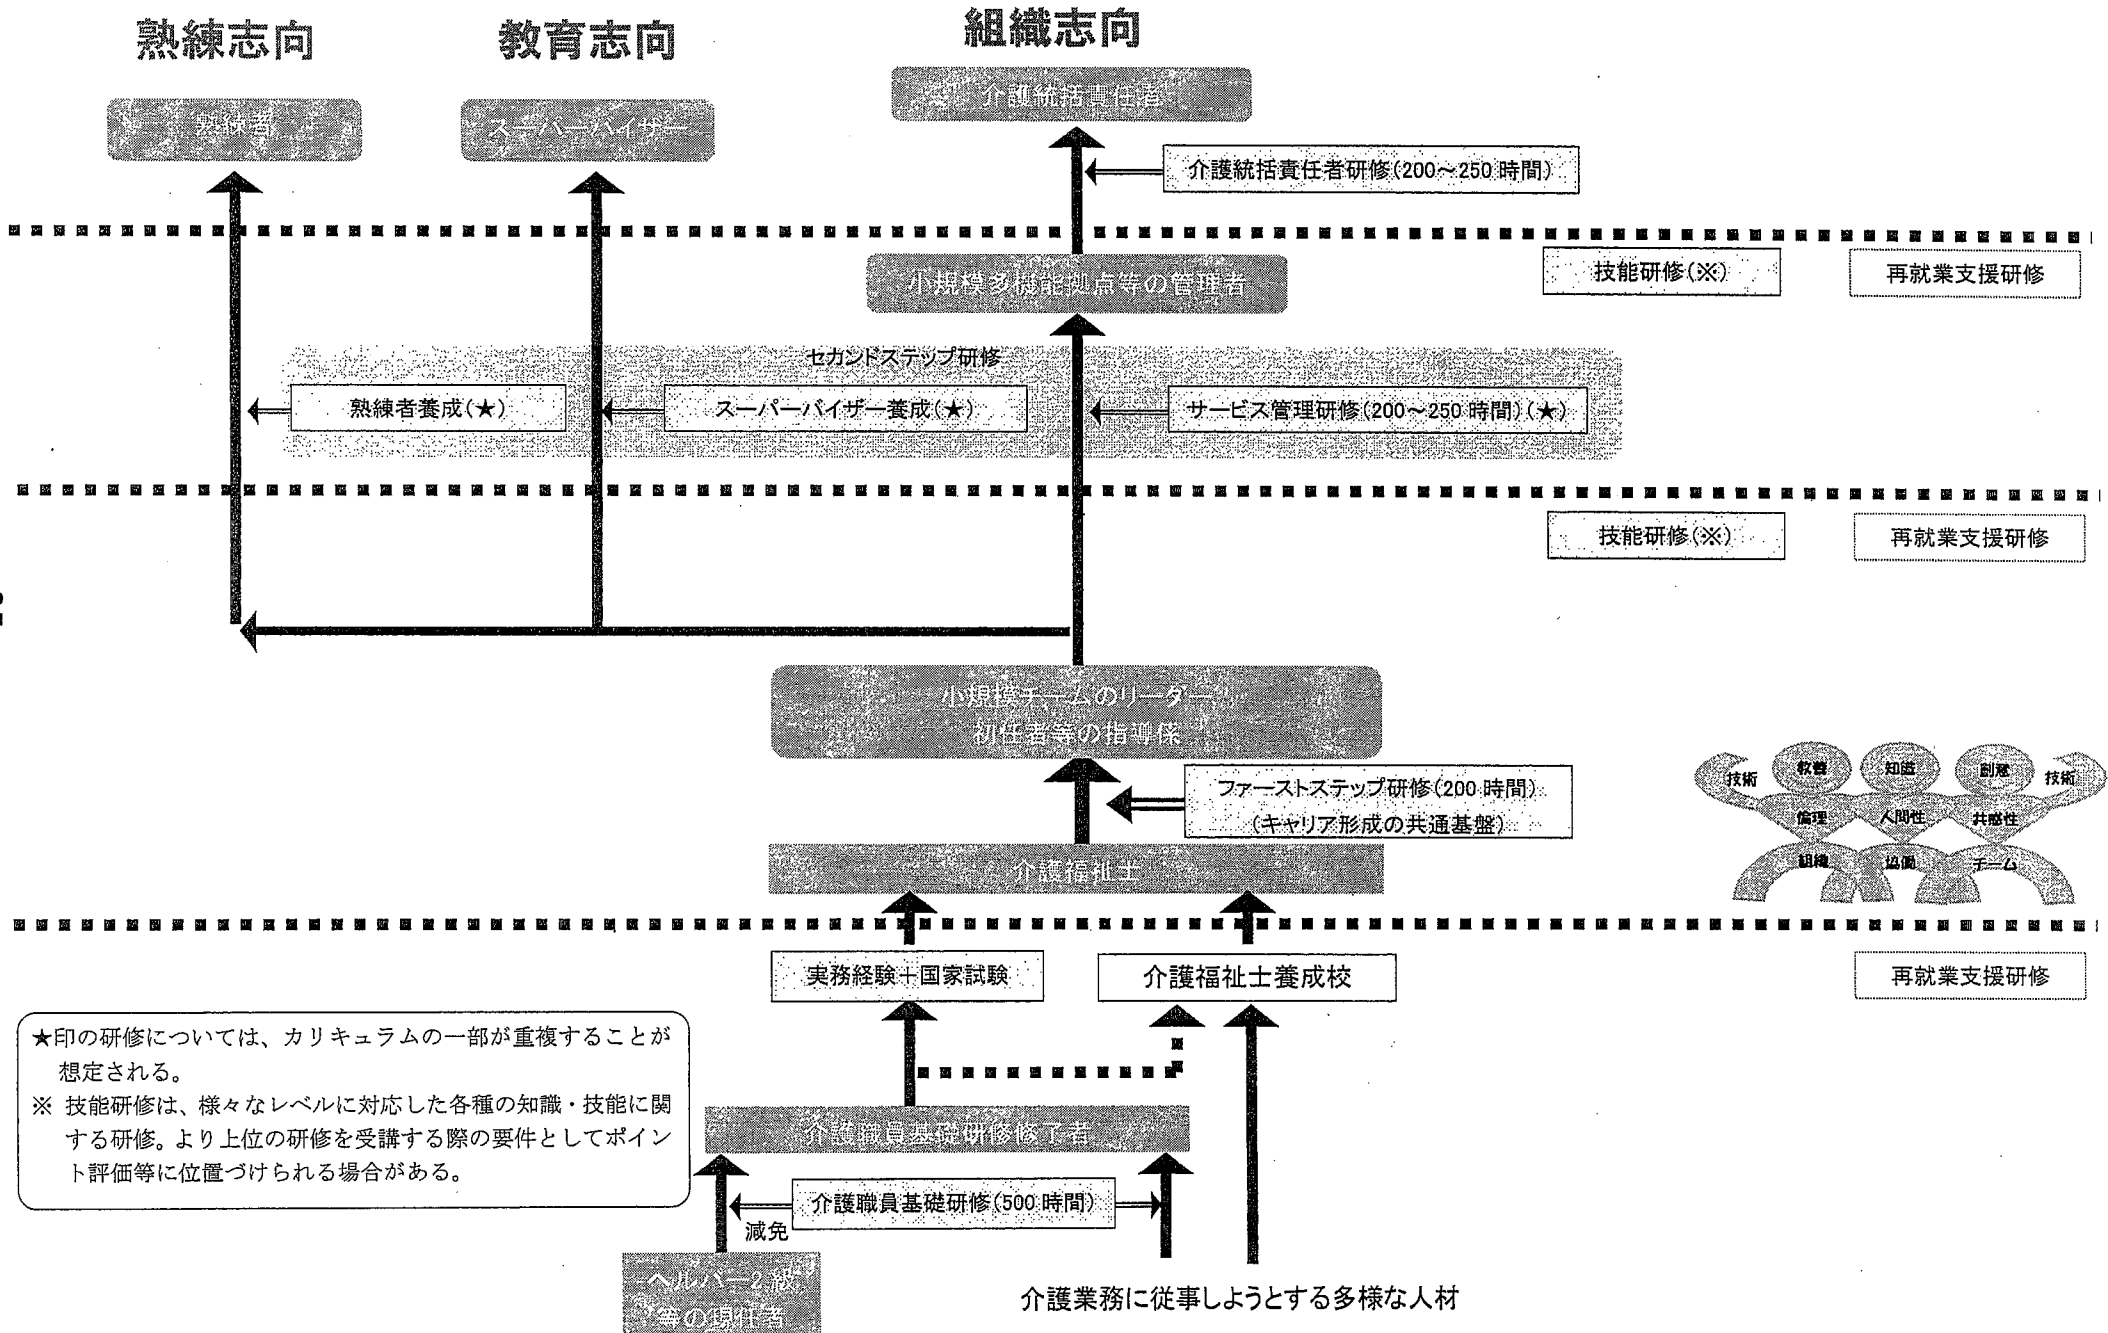 熟練志向
教育志向
組織志向
熟練者
スーパーバイザー
介護統括責任者
介護統括責任者研修(200～250時間)
小規模多機能拠点等の管理者
技能研修(※)
再就業支援研修
セカンドステップ研修
熟練者養成(★)
スーパーバイザー養成(★)
サービス管理研修(200～250時間)(★)
技能研修(※)
再就業支援研修
小規模チームのリーダー
初任者等の指導係
ファーストステップ研修(200時間)
(キャリア形成の共通基盤)
技術
教養
知識
創意
技術
倫理
人間性
共感性
組織
協働
チーム
介護福祉士
実務経験＋国家試験
介護福祉士養成校
再就業支援研修
★印の研修については、カリキュラムの一部が重複することが
想定される。
※ 技能研修は、様々なレベルに対応した各種の知識・技能に関
する研修。より上位の研修を受講する際の要件としてポイン
ト評価等に位置づけられる場合がある。
介護職員基礎研修修了者
介護職員基礎研修(500時間)
減免
ヘルパー2級
等の現任者
介護業務に従事しようとする多様な人材